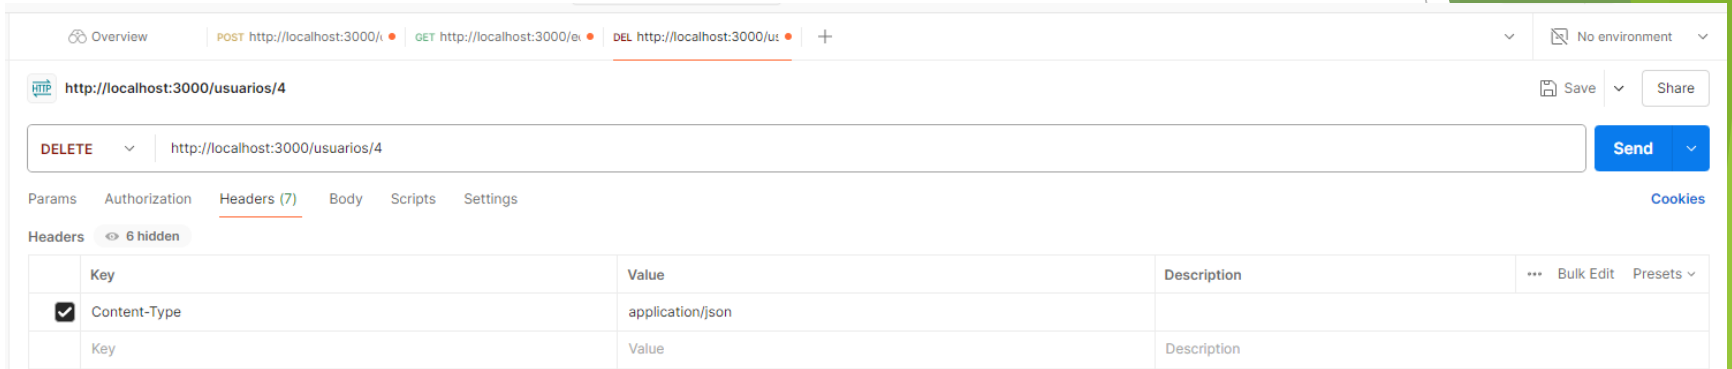 Overview POST http://localhost:3000/ GET http://localhost:3000/e DEL http://localhost:3000/us No environment
HTTP http://localhost:3000/usuarios/4 Save Share
DELETE http://localhost:3000/usuarios/4 Send
Params Authorization Headers (7) Body Scripts Settings Cookies
Headers 6 hidden
Key Value Description ••• Bulk Edit Presets
Content-Type application/json
Key Value Description